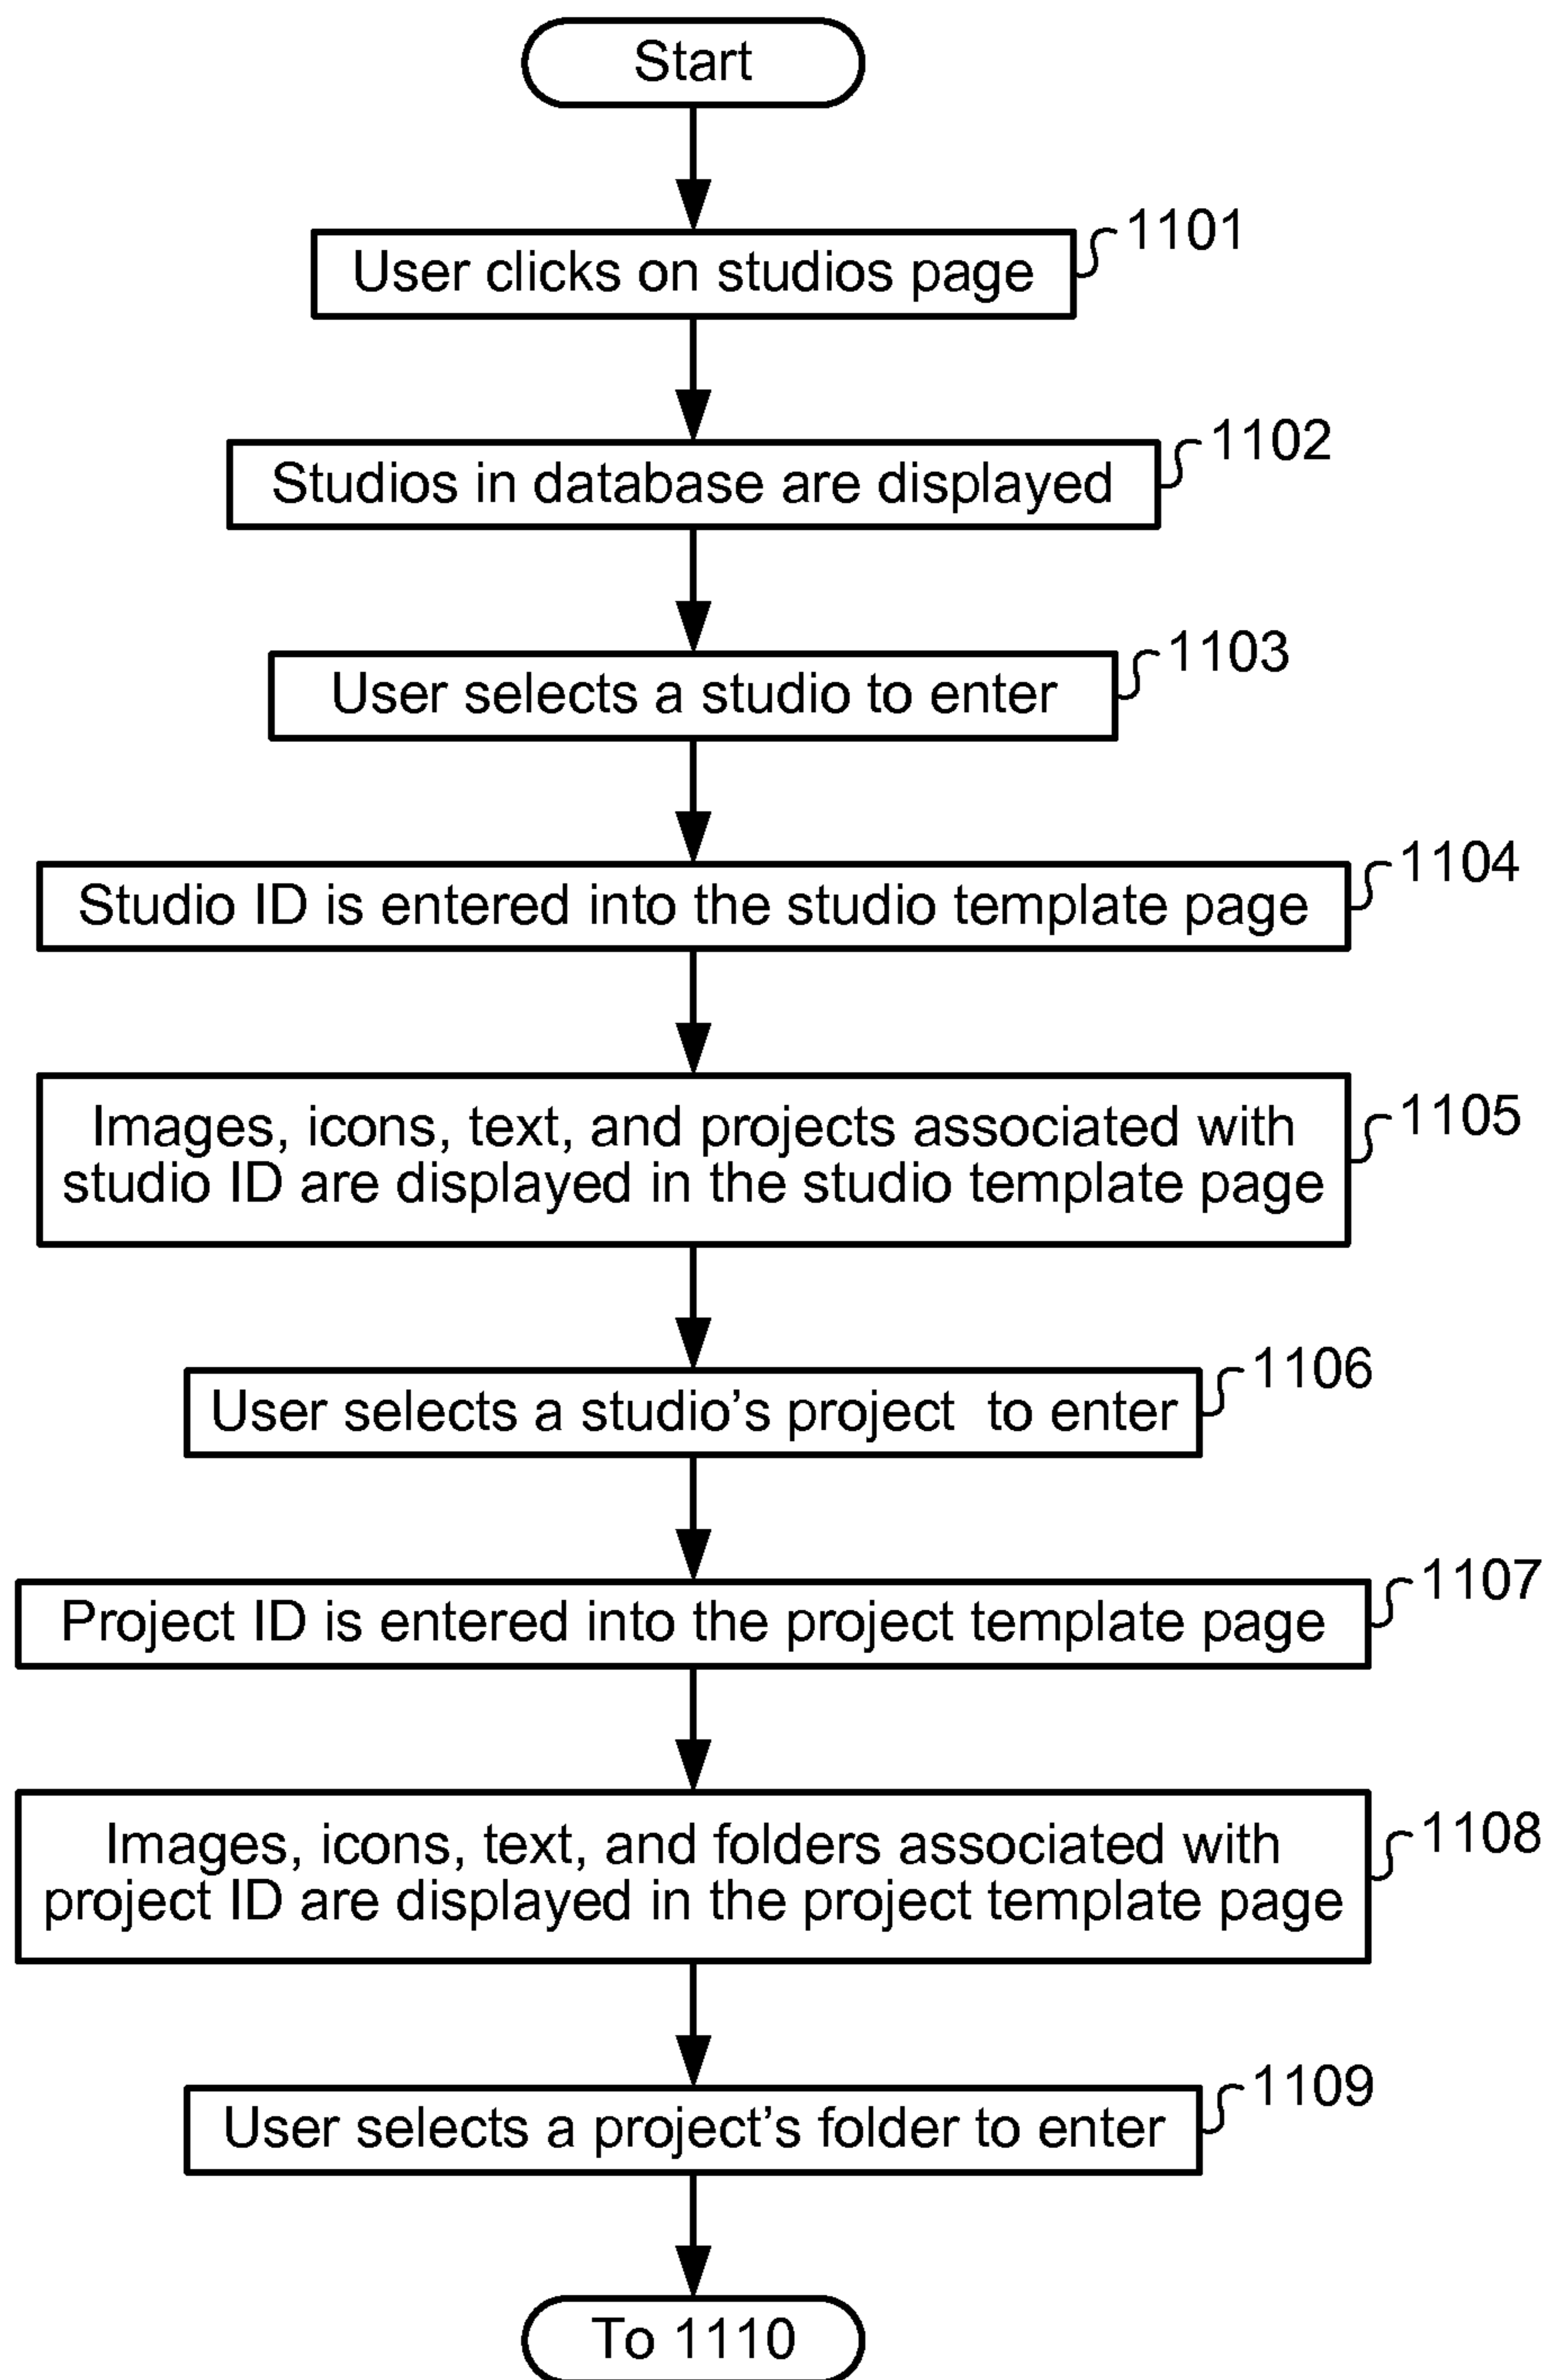 Start
User clicks on studios page
1101
Studios in database are displayed
1102
User selects a studio to enter
1103
Studio ID is entered into the studio template page
1104
Images, icons, text, and projects associated with
studio ID are displayed in the studio template page
1105
User selects a studio’s project to enter
1106
Project ID is entered into the project template page
1107
Images, icons, text, and folders associated with
project ID are displayed in the project template page
1108
User selects a project’s folder to enter
1109
To 1110